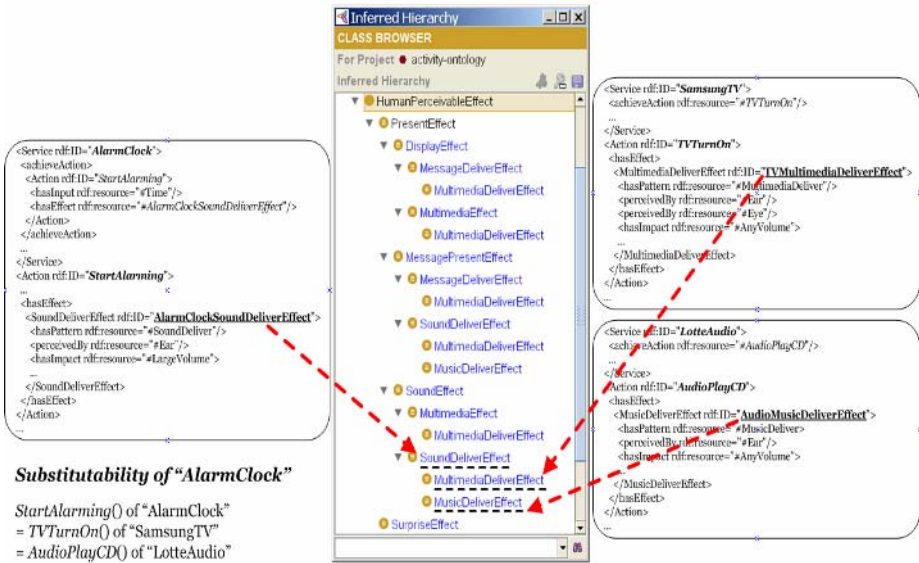 <Service rdf:ID="AlarmClock">
<achieveAction>
<Action rdf:ID="StartAlarming">
<hasInput rdf:resource="#Time"/>
<hasEffect rdf:resource="#AlarmClockSoundDeliverEffect"/>
</Action>
</achieveAction>
...
</Service>
<Action rdf:ID="StartAlarming">
...
<hasEffect>
<SoundDeliverEffect rdf:ID="AlarmClockSoundDeliverEffect">
<hasPattern rdf:resource="#SoundDeliver"/>
<perceivedBy rdf:resource="#Ear"/>
<hasImpact rdf:resource="#LargeVolume">
...
</SoundDeliverEffect>
</hasEffect>
</Action>
...
Substitutability of "AlarmClock"
StartAlarming() of "AlarmClock"
= TVTurnOn() of "SamsungTV"
= AudioPlayCD() of "LotteAudio"
Inferred Hierarchy
CLASS BROWSER
For Project activity-ontology
Inferred Hierarchy
HumanPerceivableEffect
PresentEffect
DisplayEffect
MessageDeliverEffect
MultimediaDeliverEffect
MultimediaEffect
MultimediaDeliverEffect
MessagePresentEffect
MessageDeliverEffect
MultimediaDeliverEffect
SoundDeliverEffect
MultimediaDeliverEffect
MusicDeliverEffect
SoundEffect
MultimediaEffect
MultimediaDeliverEffect
SoundDeliverEffect
MultimediaDeliverEffect
MusicDeliverEffect
SurpriseEffect
<Service rdf:ID="SamsungTV">
<achieveAction rdf:resource="#TVTurnOn"/>
...
</Service>
<Action rdf:ID="TVTurnOn">
<hasEffect>
<MultimediaDeliverEffect rdf:ID="TVMultimediaDeliverEffect">
<hasPattern rdf:resource="#MultimediaDeliver"/>
<perceivedBy rdf:resource="#Ear"/>
<perceivedBy rdf:resource="#Eye"/>
<hasImpact rdf:resource="#AnyVolume">
...
</MultimediaDeliverEffect>
</hasEffect>
</Action>
...
<Service rdf:ID="LotteAudio">
<achieveAction rdf:resource="#AudioPlayCD"/>
...
</Service>
<Action rdf:ID="AudioPlayCD">
<hasEffect>
<MusicDeliverEffect rdf:ID="AudioMusicDeliverEffect">
<hasPattern rdf:resource="#MusicDeliver>
<perceivedBy rdf:resource="#Ear"/>
<hasImpact rdf:resource="#AnyVolume">
...
</MusicDeliverEffect>
</hasEffect>
</Action>
...